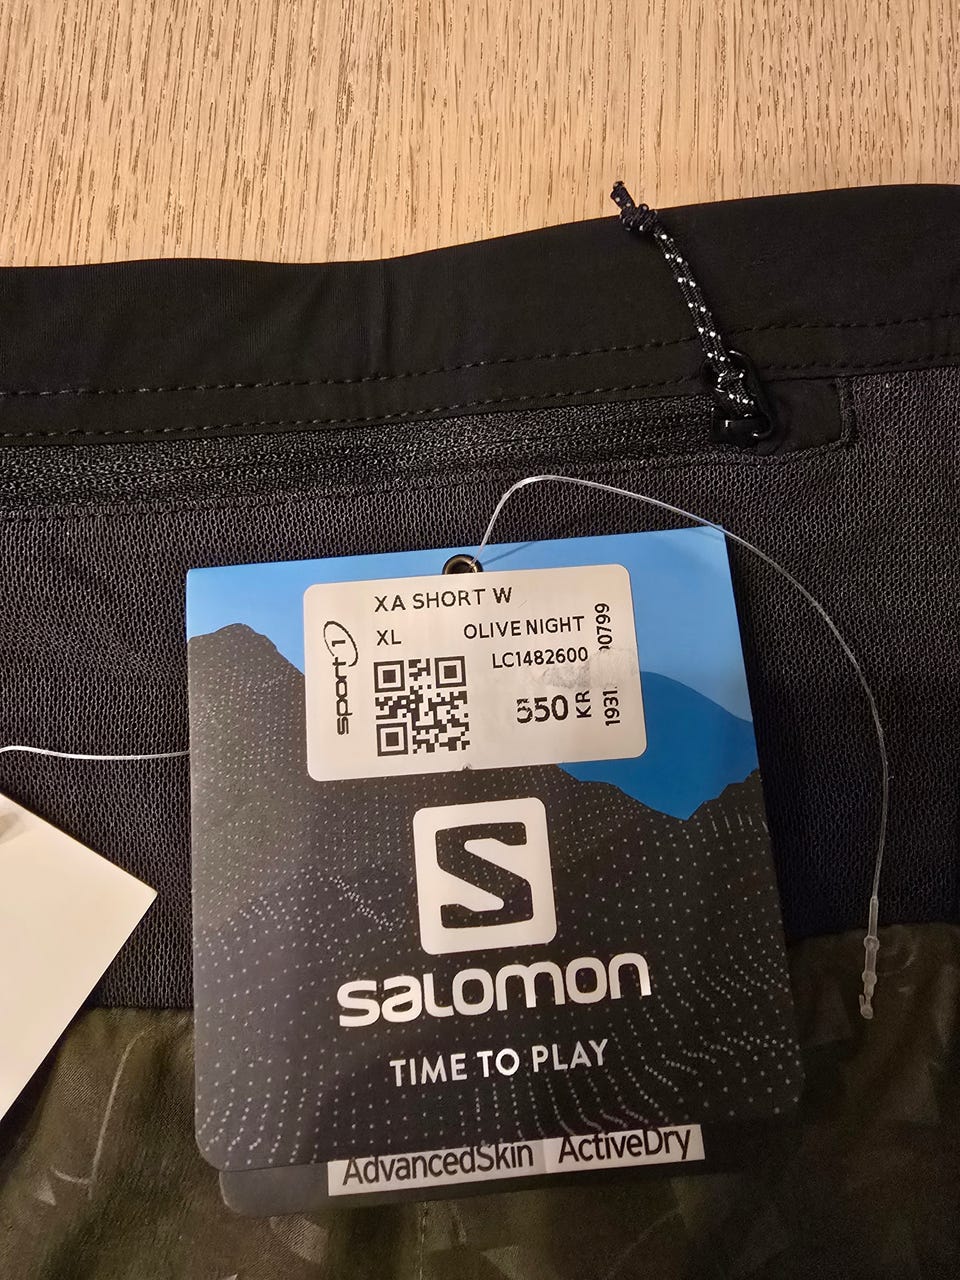 XA SHORT W
XL OLIVE NIGHT
LC1482600
550 KR
sport 1
S
salomon
TIME TO PLAY
AdvancedSkin ActiveDry